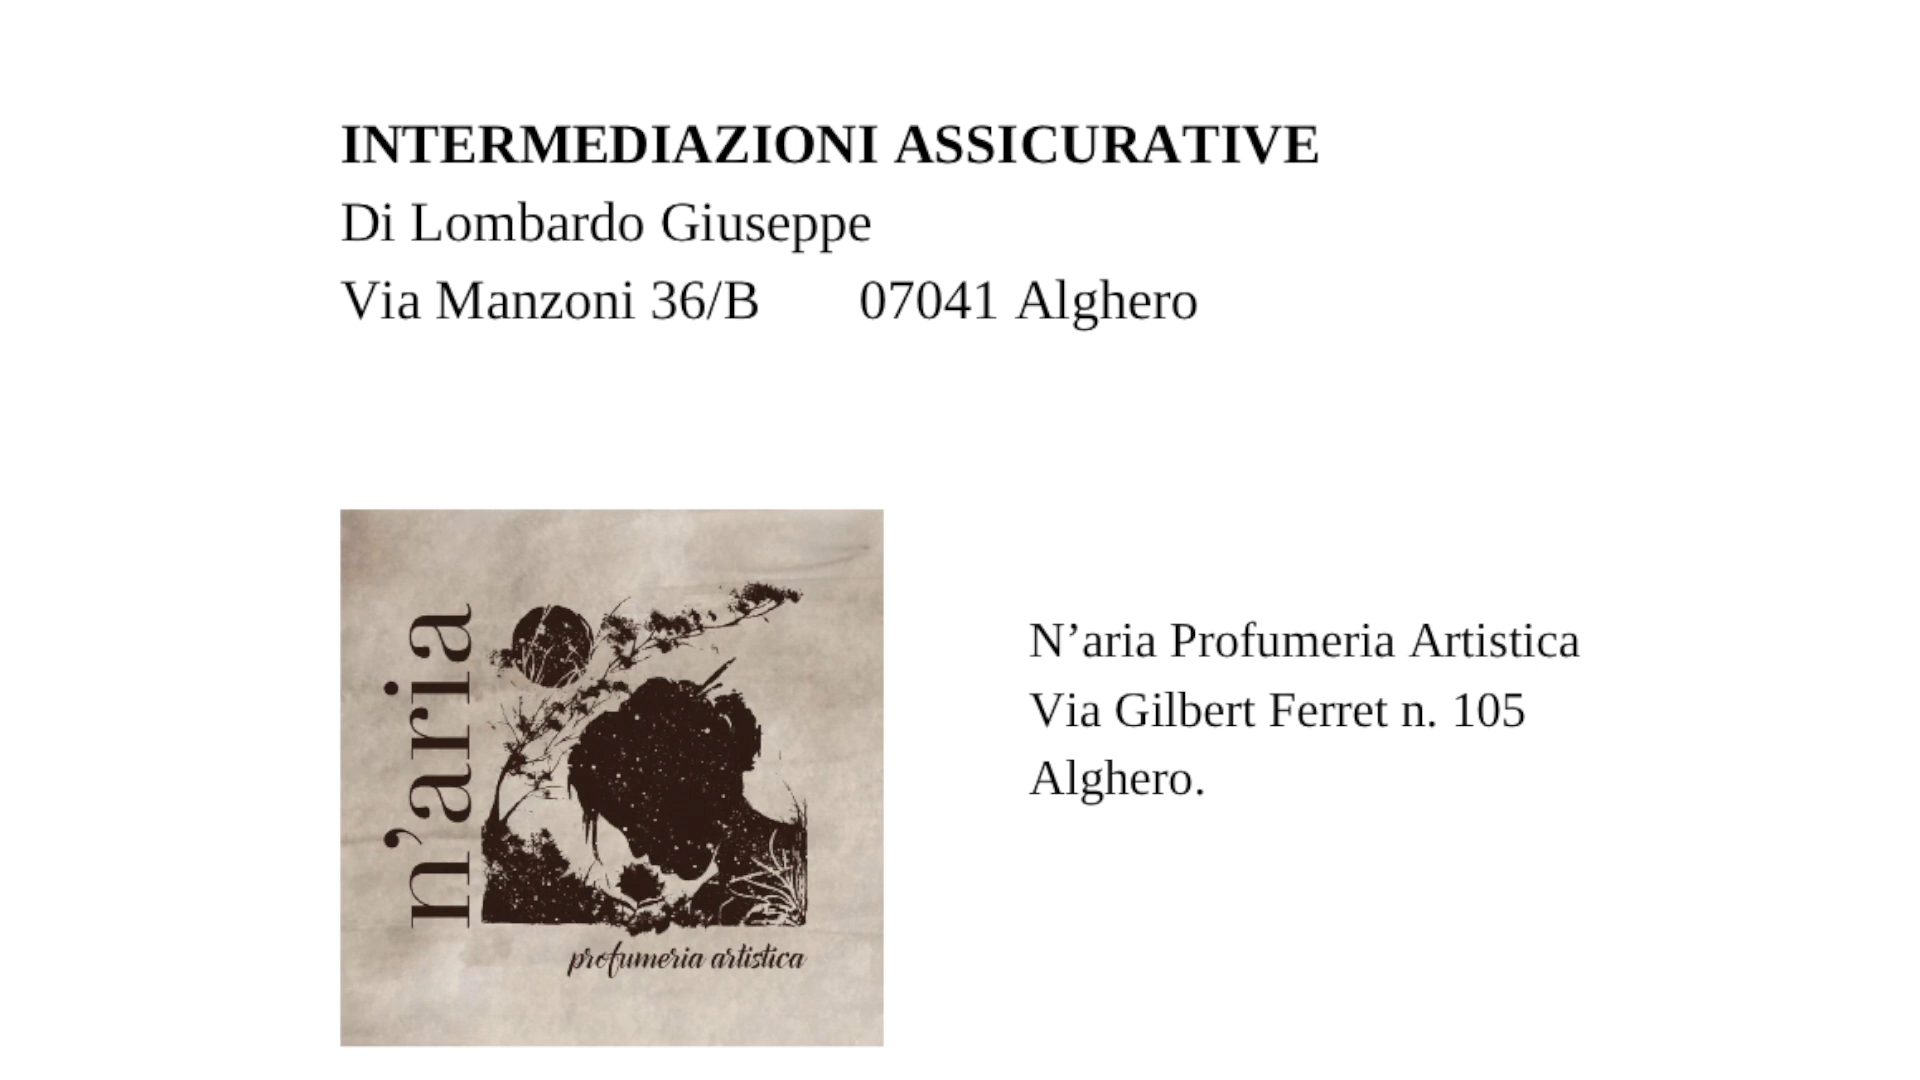 INTERMEDIAZIONI ASSICURATIVE
Di Lombardo Giuseppe
Via Manzoni 36/B 07041 Alghero
n’aria
profumeria artistica
N’aria Profumeria Artistica
Via Gilbert Ferret n. 105
Alghero.